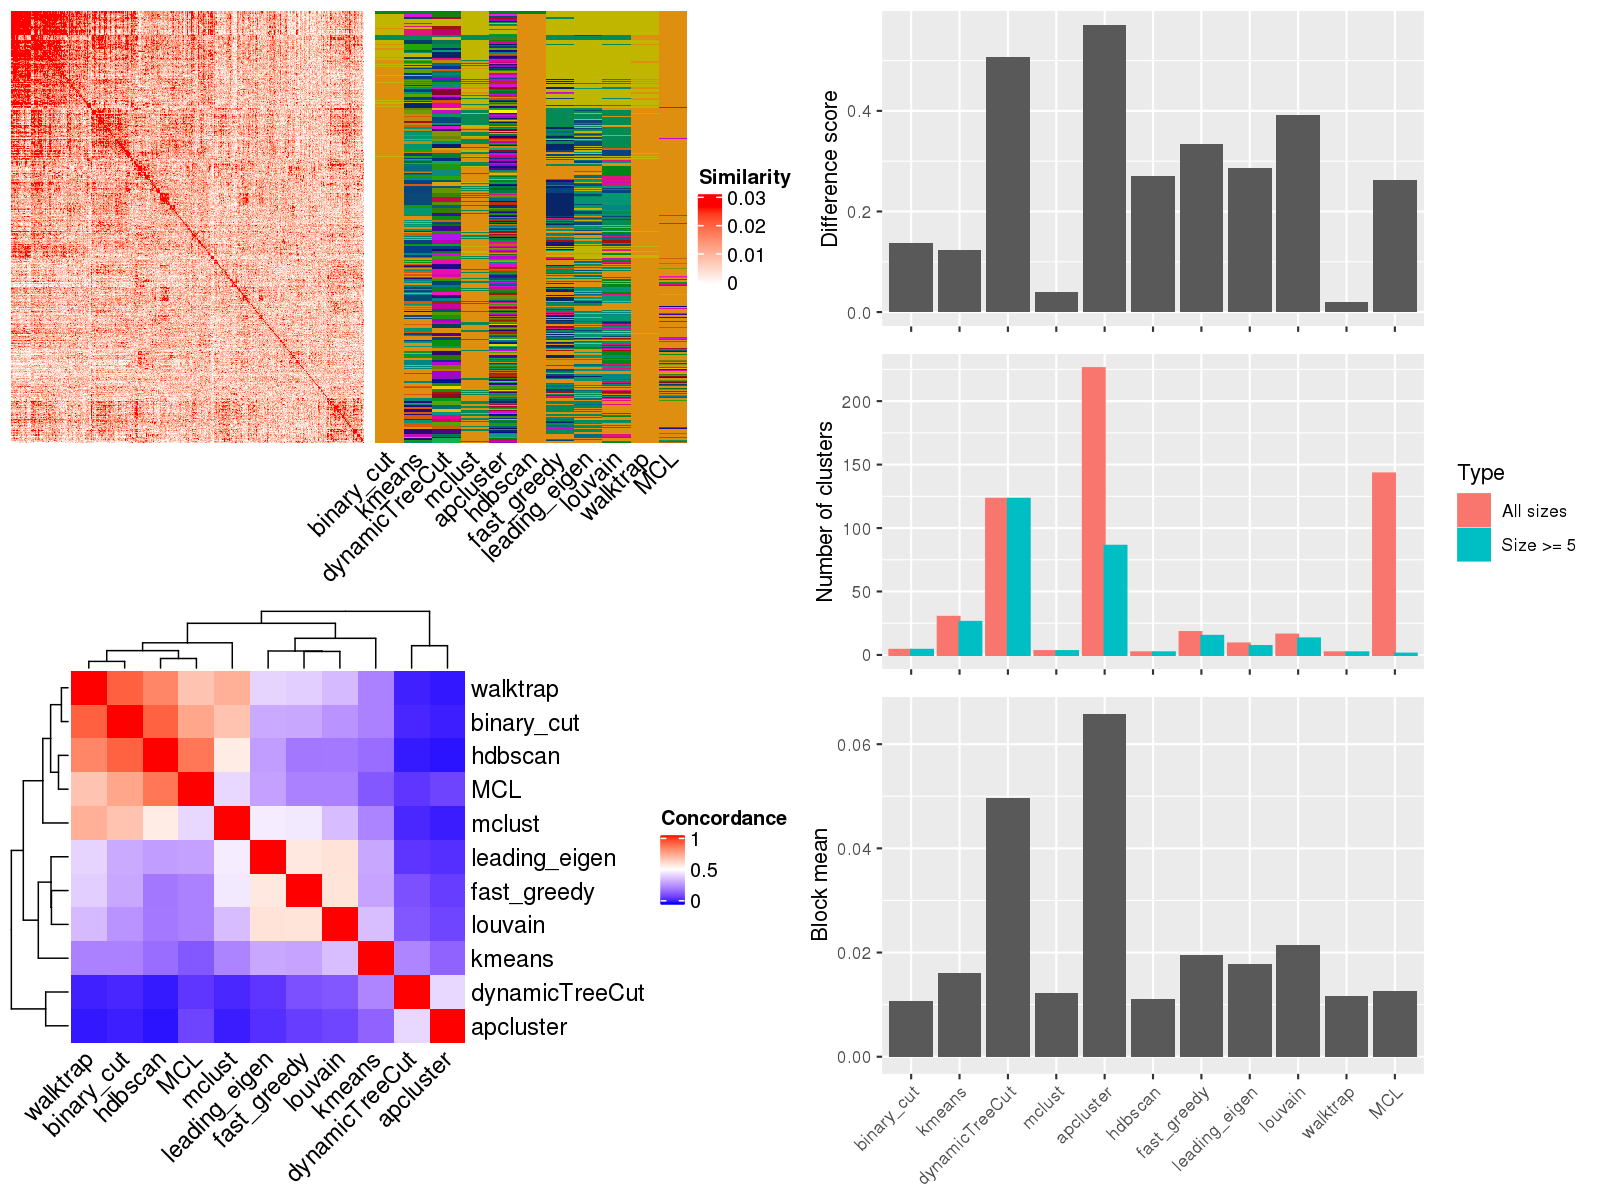 Similarity
0.03
0.02
0.01
0
binary_cut
kmeans
dynamicTreeCut
mclust
apcluster
hdbscan
fast_greedy
leading_eigen
louvain
walktrap
MCL
walktrap
binary_cut
hdbscan
MCL
mclust
leading_eigen
fast_greedy
louvain
kmeans
dynamicTreeCut
apcluster
Concordance
1
0.5
0
walktrap
binary_cut
hdbscan
MCL
mclust
leading_eigen
fast_greedy
louvain
kmeans
dynamicTreeCut
apcluster
Difference score
0.4
0.2
0.0
Number of clusters
200
150
100
50
0
Type
All sizes
Size >= 5
Block mean
0.06
0.04
0.02
0.00
binary_cut
kmeans
dynamicTreeCut
mclust
apcluster
hdbscan
fast_greedy
leading_eigen
louvain
walktrap
MCL